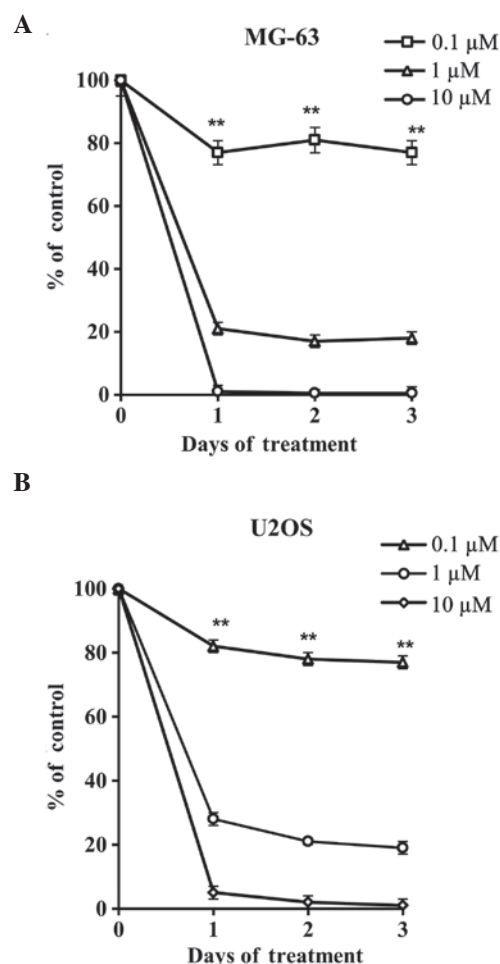 A
MG-63
0.1 µM
1 µM
10 µM
**
**
**
100
80
60
40
20
0
% of control
0 1 2 3
Days of treatment
B
U2OS
0.1 µM
1 µM
10 µM
**
**
**
100
80
60
40
20
0
% of control
0 1 2 3
Days of treatment